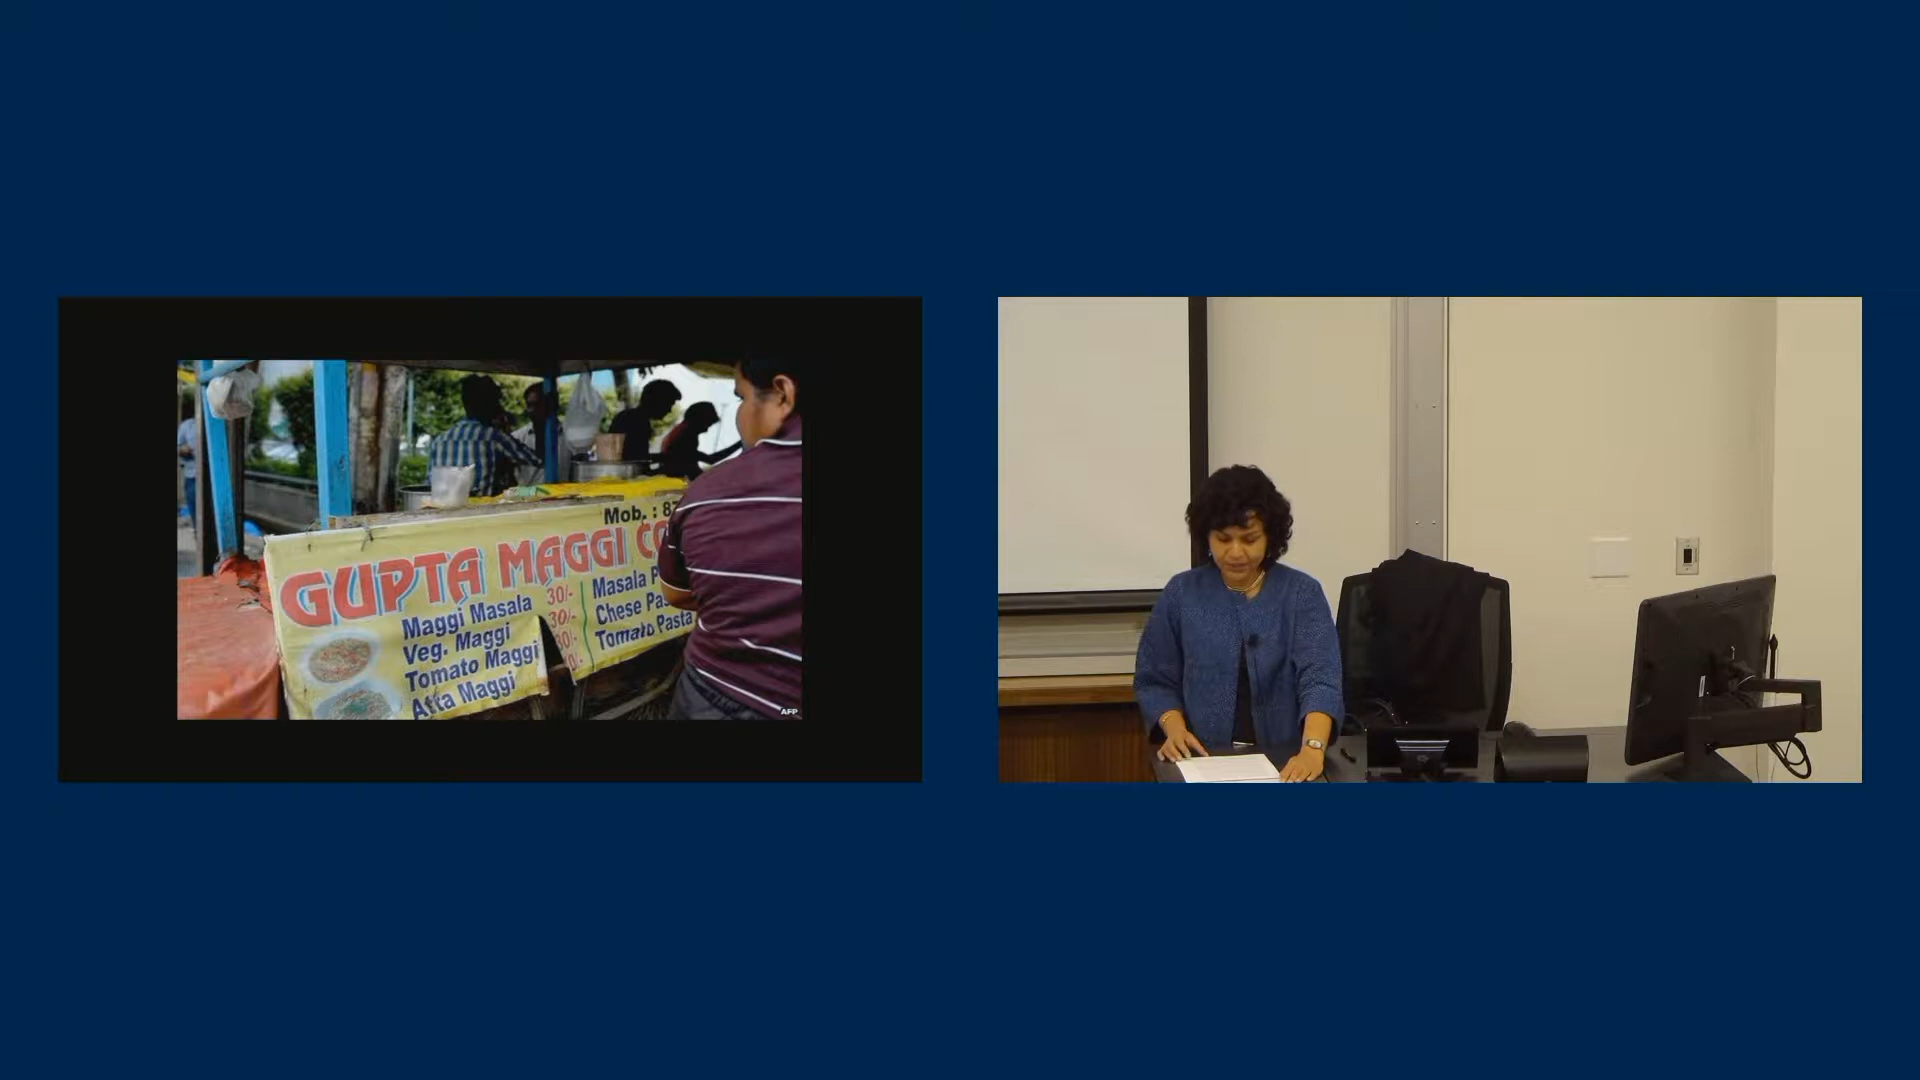 Mob. : 8
GUPTA MAGGI
Maggi Masala 30/-
Veg. Maggi 30/-
Tomato Maggi
Atta Maggi
Masala
Chese
Tomato Pasta
AFP